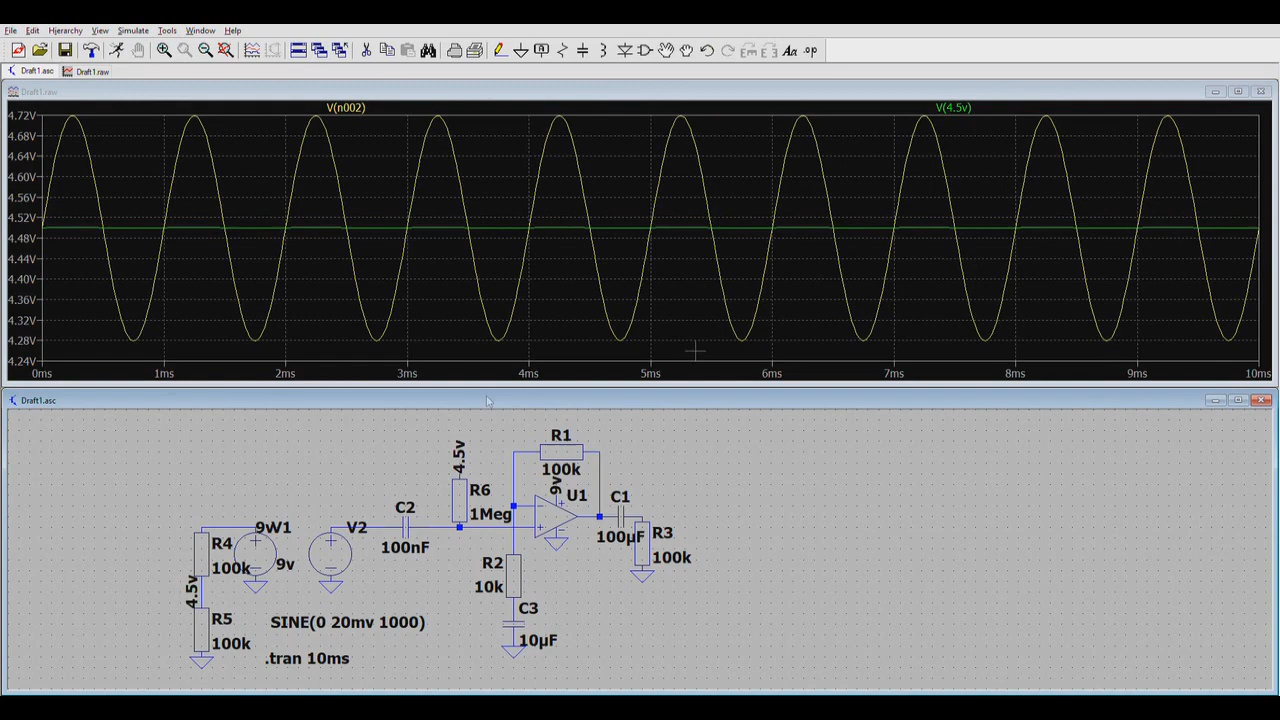 File Edit Hierarchy View Simulate Tools Window Help
Aa .op
Draft1.asc Draft1.raw
Draft1.raw
V(n002) V(4.5v)
4.72V
4.68V
4.64V
4.60V
4.56V
4.52V
4.48V
4.44V
4.40V
4.36V
4.32V
4.28V
4.24V
0ms 1ms 2ms 3ms 4ms 5ms 6ms 7ms 8ms 9ms 10ms
Draft1.asc
R1
100k
4.5v
R6
1Meg
9v
U1
C1
100µF
R3
100k
C2
100nF
9V
V1
9v
V2
R4
100k
4.5v
R5
100k
R2
10k
C3
10µF
SINE(0 20mv 1000)
.tran 10ms